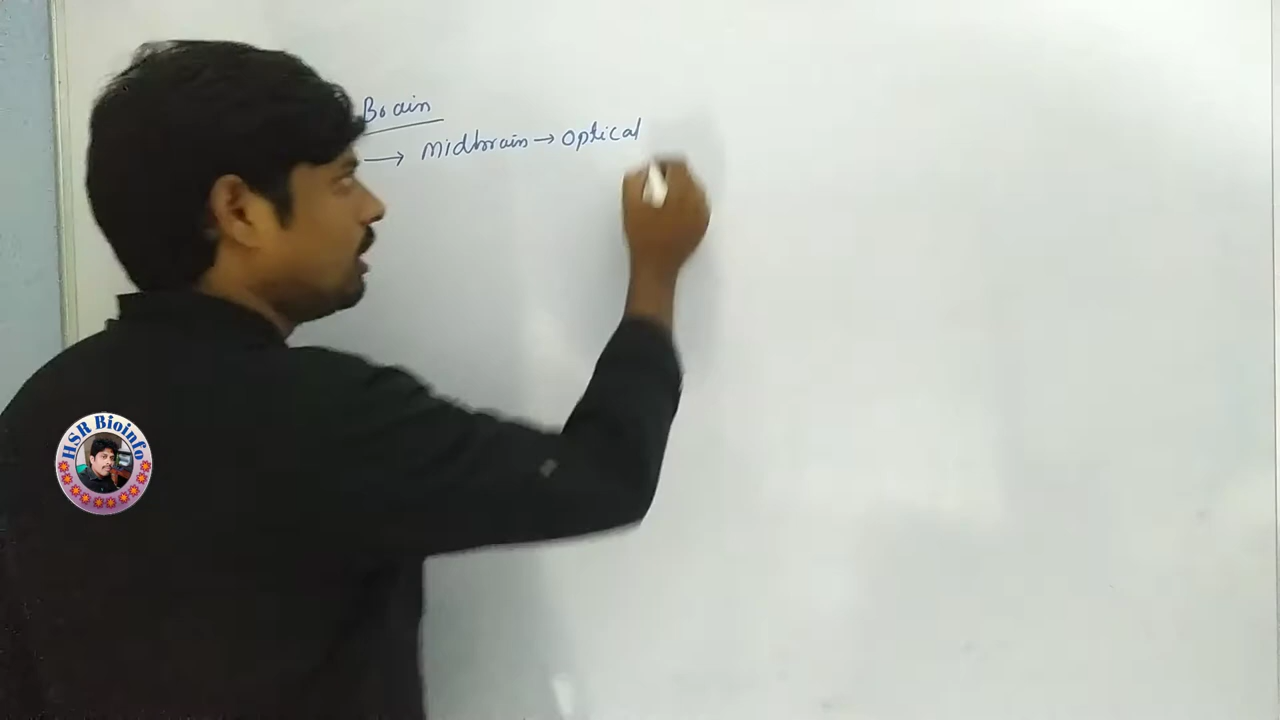 Brain
→ Midbrain → Optical
HSR Bioinfo